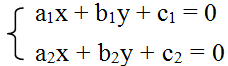 a₁x + b₁y + c₁ = 0
a₂x + b₂y + c₂ = 0